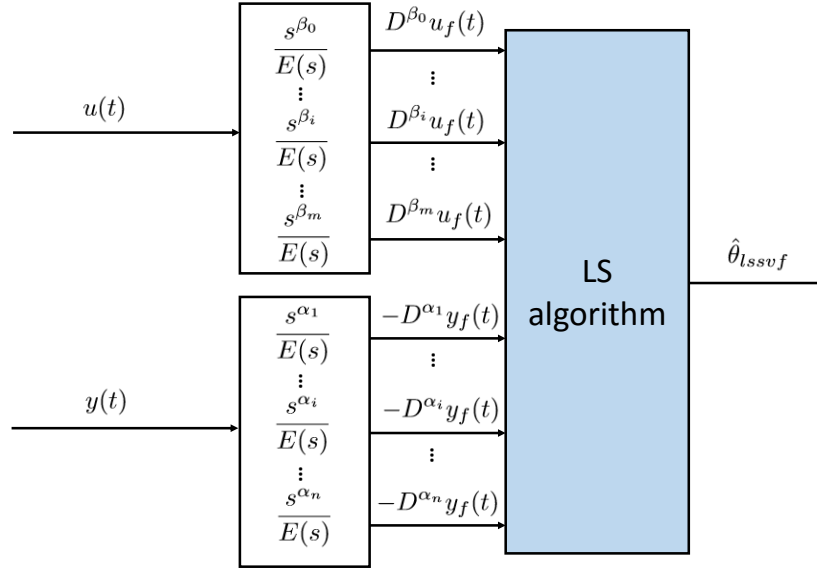 u(t)
s^{β_0}/E(s)
⋮
s^{β_i}/E(s)
⋮
s^{β_m}/E(s)
D^{β_0}u_f(t)
⋮
D^{β_i}u_f(t)
⋮
D^{β_m}u_f(t)
y(t)
s^{α_1}/E(s)
⋮
s^{α_i}/E(s)
⋮
s^{α_n}/E(s)
−D^{α_1}y_f(t)
⋮
−D^{α_i}y_f(t)
⋮
−D^{α_n}y_f(t)
LS
algorithm
θ̂_{lssvf}